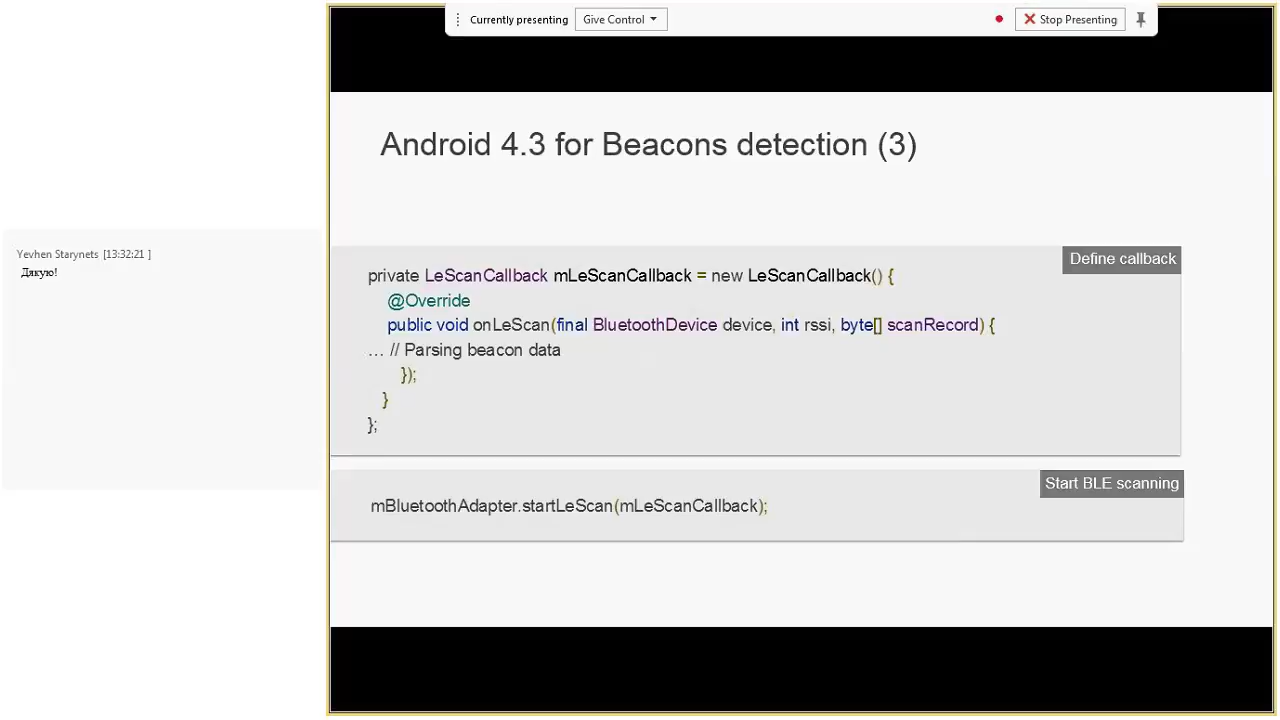 Currently presenting Give Control Stop Presenting
Yevhen Starynets [13:32:21 ]
Дякую!
Android 4.3 for Beacons detection (3)
Define callback
private LeScanCallback mLeScanCallback = new LeScanCallback() {
@Override
public void onLeScan(final BluetoothDevice device, int rssi, byte[] scanRecord) {
… // Parsing beacon data
});
}
};
Start BLE scanning
mBluetoothAdapter.startLeScan(mLeScanCallback);